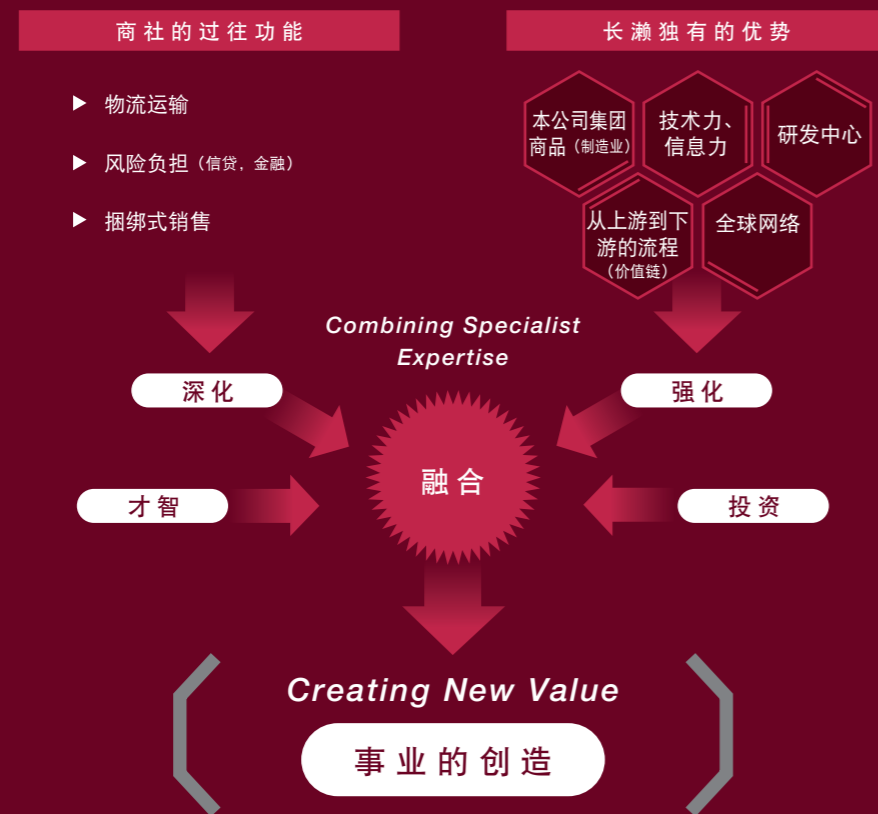 商社的过往功能
▶ 物流运输
▶ 风险负担（信贷，金融）
▶ 捆绑式销售
长濑独有的优势
本公司集团
商品（制造业）
技术力、
信息力
研发中心
从上游到下
游的流程
（价值链）
全球网络
Combining Specialist
Expertise
深化
强化
融合
才智
投资
Creating New Value
事业的创造